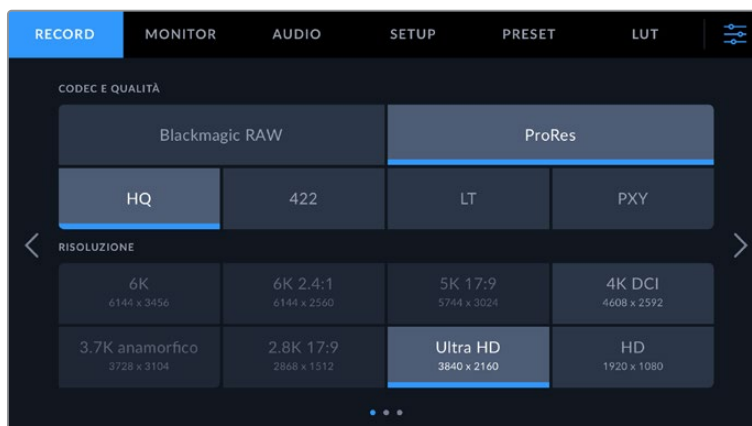 RECORD MONITOR AUDIO SETUP PRESET LUT
CODEC E QUALITÀ
Blackmagic RAW ProRes
HQ 422 LT PXY
RISOLUZIONE
6K 6K 2.4:1 5K 17:9 4K DCI
6144 x 3456 6144 x 2560 5744 x 3024 4608 x 2592
3.7K anamorfico 2.8K 17:9 Ultra HD HD
3728 x 3104 2868 x 1512 3840 x 2160 1920 x 1080